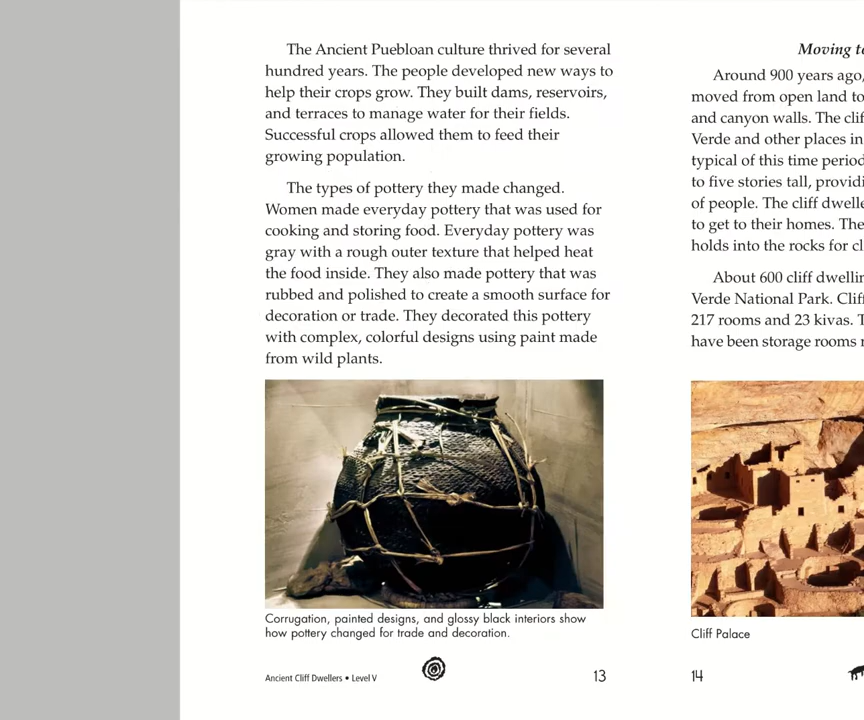 The Ancient Puebloan culture thrived for several
hundred years. The people developed new ways to
help their crops grow. They built dams, reservoirs,
and terraces to manage water for their fields.
Successful crops allowed them to feed their
growing population.
The types of pottery they made changed.
Women made everyday pottery that was used for
cooking and storing food. Everyday pottery was
gray with a rough outer texture that helped heat
the food inside. They also made pottery that was
rubbed and polished to create a smooth surface for
decoration or trade. They decorated this pottery
with complex, colorful designs using paint made
from wild plants.
Corrugation, painted designs, and glossy black interiors show
how pottery changed for trade and decoration.
Ancient Cliff Dwellers • Level V
13
Moving to
Around 900 years ago,
moved from open land to
and canyon walls. The clif
Verde and other places in
typical of this time period
to five stories tall, providi
of people. The cliff dwelle
to get to their homes. The
holds into the rocks for cl
About 600 cliff dwellin
Verde National Park. Clif
217 rooms and 23 kivas. T
have been storage rooms r
Cliff Palace
14